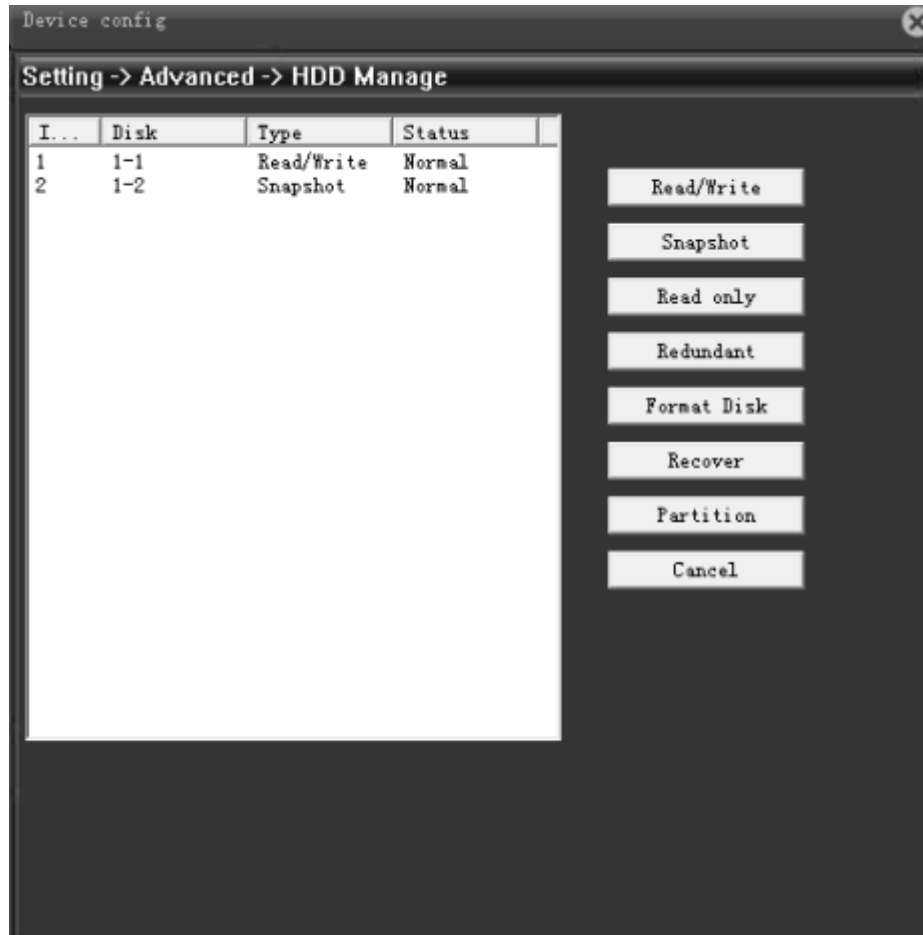 Device config
Setting -> Advanced -> HDD Manage
I... Disk Type Status
1 1-1 Read/Write Normal
2 1-2 Snapshot Normal
Read/Write
Snapshot
Read only
Redundant
Format Disk
Recover
Partition
Cancel